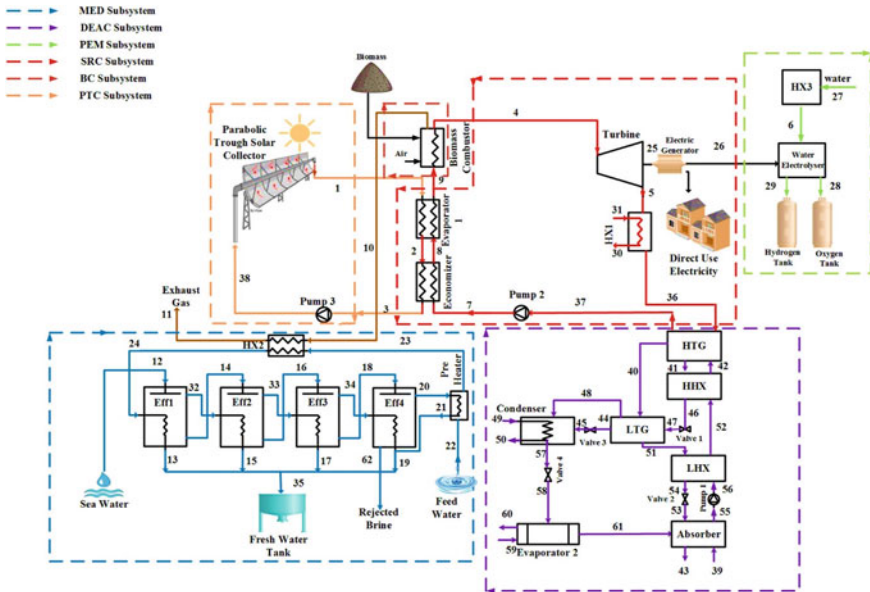 MED Subsystem
DEAC Subsystem
PEM Subsystem
SRC Subsystem
BC Subsystem
PTC Subsystem
Biomass
Parabolic
Trough Solar
Collector
1
Air
Biomass
Combustor
9
4
Turbine
25
Electric
Generator
26
5
HX3
water
27
6
Water
Electrolyser
29
28
Hydrogen
Tank
Oxygen
Tank
Evaporator
1
2
8
Economizer
10
38
Pump 3
3
7
Pump 2
37
31
HX1
30
Direct Use
Electricity
36
Exhaust
Gas
11
24
HX2
23
Pre
Heater
12
14
16
18
20
32
33
34
21
22
Eff1
Eff2
Eff3
Eff4
13
15
17
62
19
35
Sea Water
Fresh Water
Tank
Rejected
Brine
Feed
Water
HTG
41
42
40
HHX
46
52
48
Condenser
49
50
45
44
Valve 3
LTG
47
Valve 1
51
LHX
57
Valve 4
58
54
Valve 2
53
Pump 1
56
55
60
59
Evaporator 2
61
Absorber
43
39